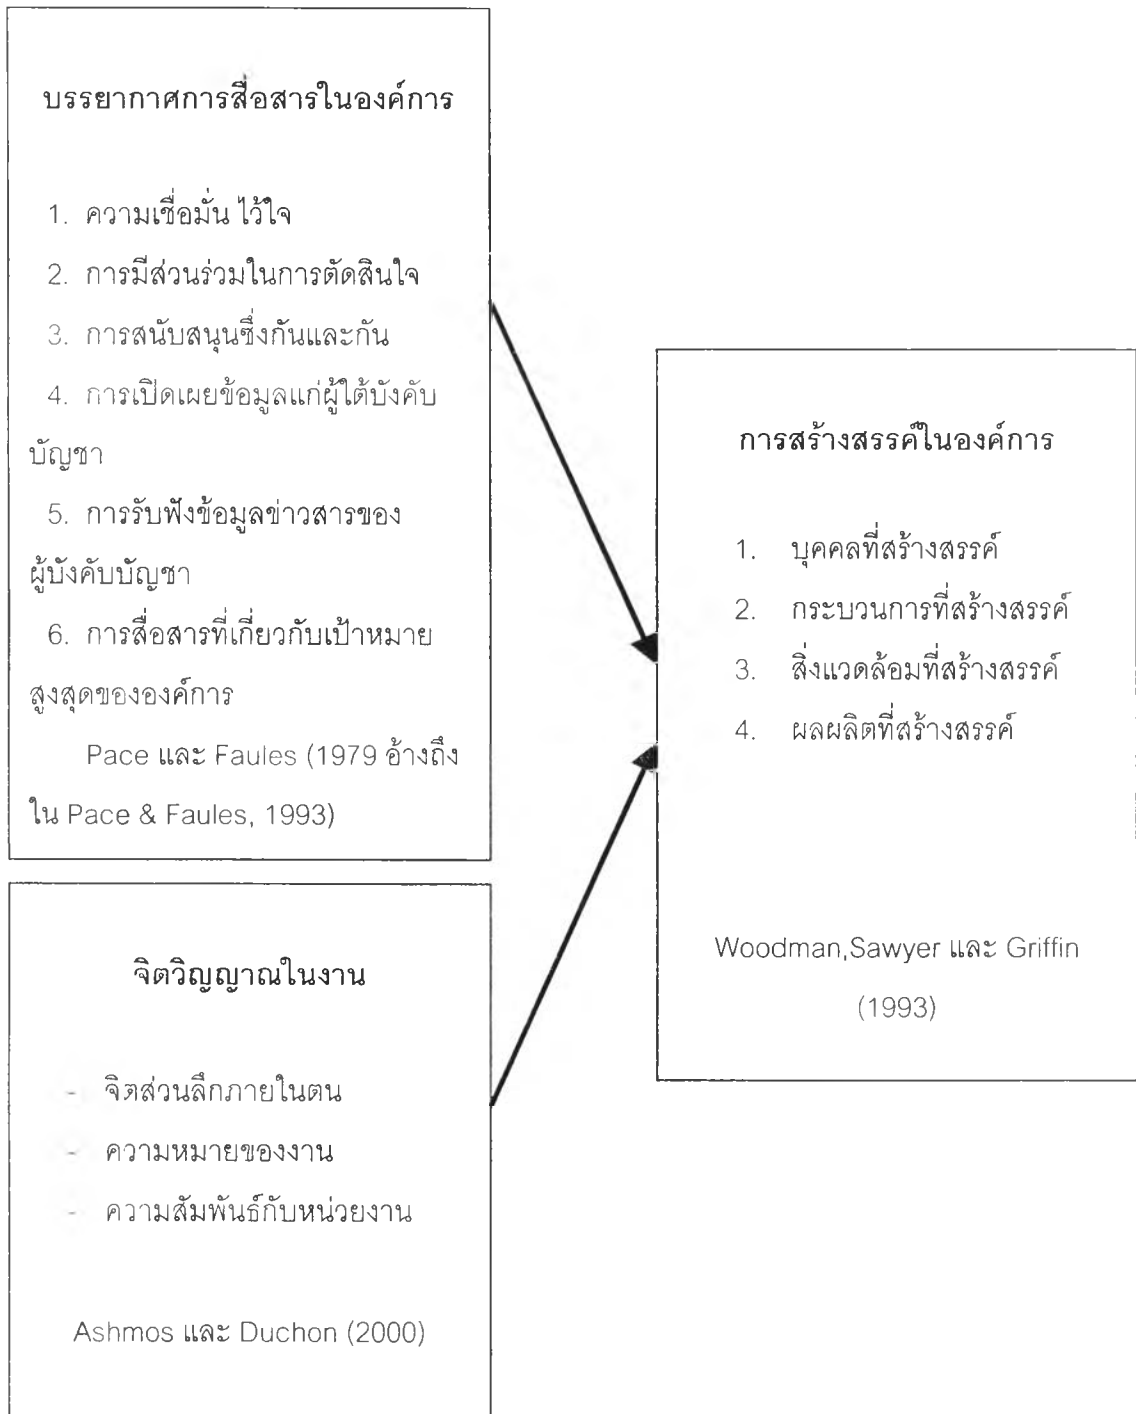 บรรยากาศการสื่อสารในองค์การ
1. ความเชื่อมั่น ไว้ใจ
2. การมีส่วนร่วมในการตัดสินใจ
3. การสนับสนุนซึ่งกันและกัน
4. การเปิดเผยข้อมูลแก่ผู้ใต้บังคับ
บัญชา
5. การรับฟังข้อมูลข่าวสารของ
ผู้บังคับบัญชา
6. การสื่อสารที่เกี่ยวกับเป้าหมาย
สูงสุดขององค์การ
Pace และ Faules (1979 อ้างถึง
ใน Pace & Faules, 1993)
จิตวิญญาณในงาน
- จิตส่วนลึกภายในตน
- ความหมายของงาน
- ความสัมพันธ์กับหน่วยงาน
Ashmos และ Duchon (2000)
การสร้างสรรค์ในองค์การ
1. บุคคลที่สร้างสรรค์
2. กระบวนการที่สร้างสรรค์
3. สิ่งแวดล้อมที่สร้างสรรค์
4. ผลผลิตที่สร้างสรรค์
Woodman,Sawyer และ Griffin
(1993)